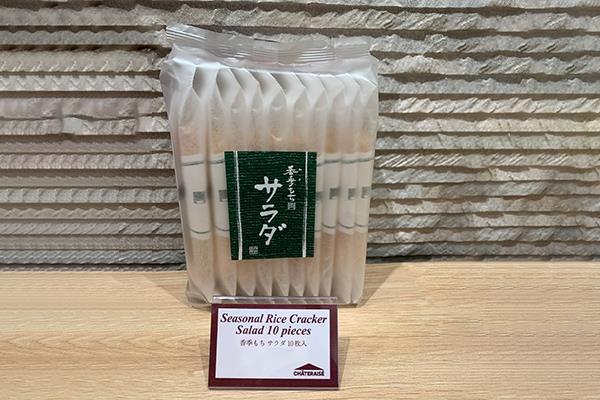 香季もち
サラダ
Seasonal Rice Cracker
Salad 10 pieces
香季もち サラダ 10枚入
CHÂTERAISÉ